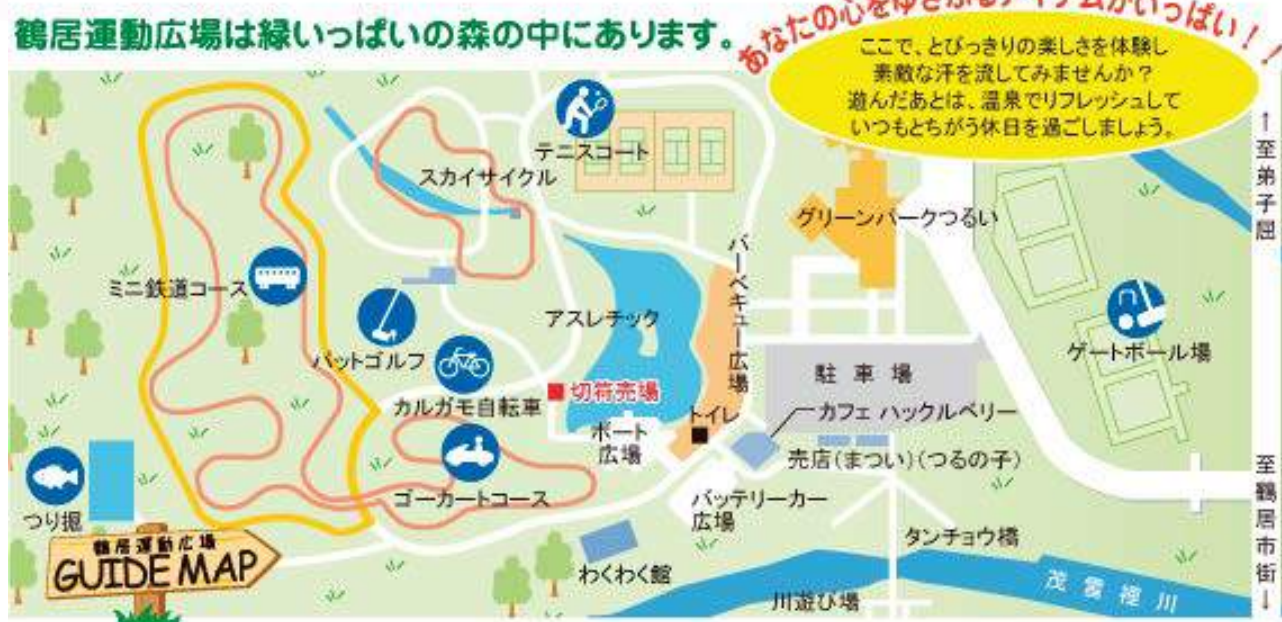 鶴居運動広場は緑いっぱいの森の中にあります。
あなたの心をゆさぶるアイテムがいっぱい！！
ここで、とびっきりの楽しさを体験し
素敵な汗を流してみませんか？
遊んだあとは、温泉でリフレッシュして
いつもとちがう休日を過ごしましょう。
↑至弟子屈
テニスコート
スカイサイクル
グリーンパークつるい
ミニ鉄道コース
バーベキュー広場
アスレチック
パットゴルフ
ゲートボール場
駐車場
切符売場
カルガモ自転車
トイレ
カフェ ハックルベリー
ボート
広場
売店(まつい)(つるの子)
ゴーカートコース
バッテリーカー
広場
つり掘
タンチョウ橋
至鶴居市街↓
鶴居運動広場
GUIDE MAP
わくわく館
川遊び場
茂雪裡川